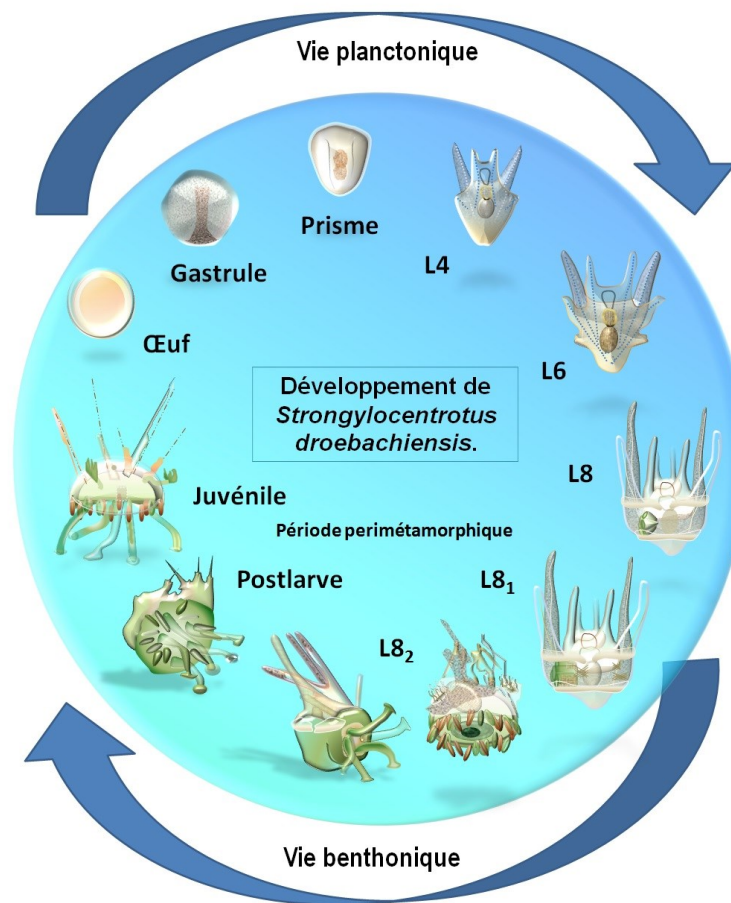 Vie planctonique
Prisme
Gastrule
L4
Œuf
L6
Développement de
Strongylocentrotus
droebachiensis.
L8
Juvénile
Période perimétamorphique
Postlarve
L8₁
L8₂
Vie benthonique